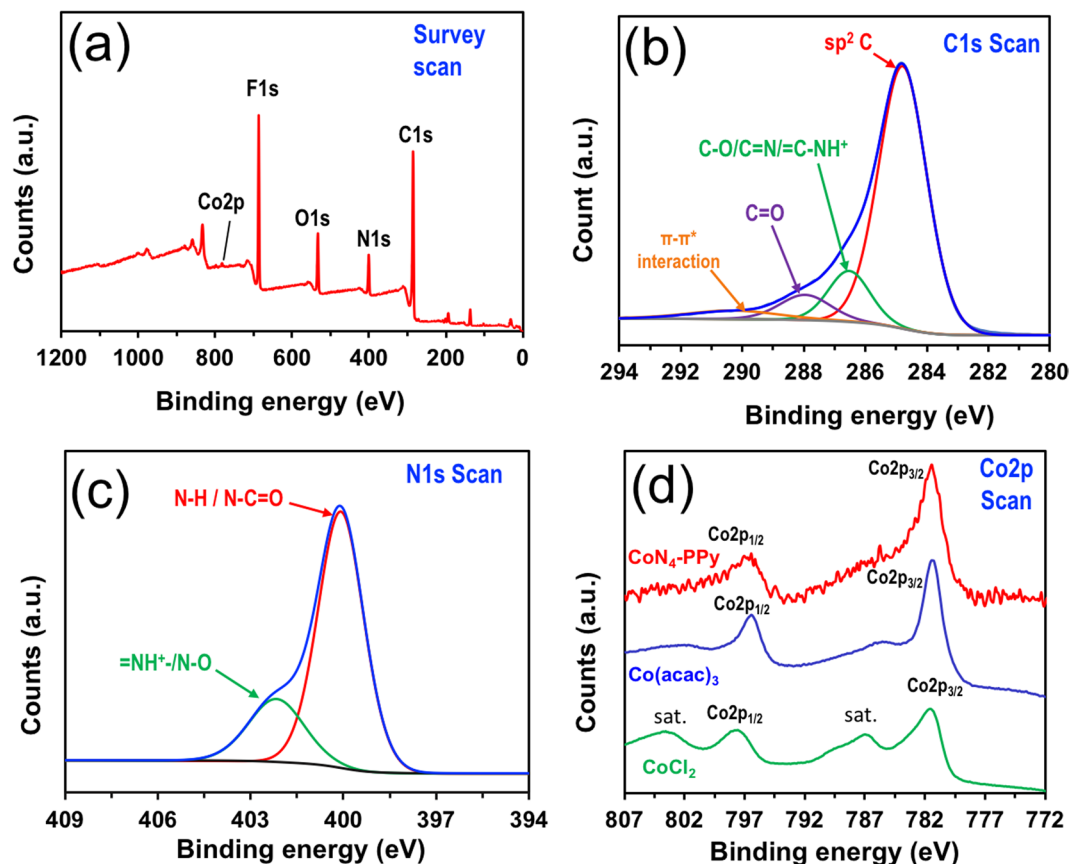 (a)
Survey
scan
F1s
C1s
Co2p
O1s
N1s
Counts (a.u.)
1200 1000 800 600 400 200 0
Binding energy (eV)
(b)
C1s Scan
sp² C
C-O/C=N/=C-NH⁺
C=O
π-π*
interaction
Count (a.u.)
294 292 290 288 286 284 282 280
Binding energy (eV)
(c)
N1s Scan
N-H / N-C=O
=NH⁺-/N-O
Counts (a.u.)
409 406 403 400 397 394
Binding energy (eV)
(d)
Co2p
Scan
Co2p₃/₂
Co2p₁/₂
CoN₄-PPy
Co2p₃/₂
Co2p₁/₂
Co(acac)₃
Co2p₃/₂
sat.
Co2p₁/₂
sat.
CoCl₂
Counts (a.u.)
807 802 797 792 787 782 777 772
Binding energy (eV)